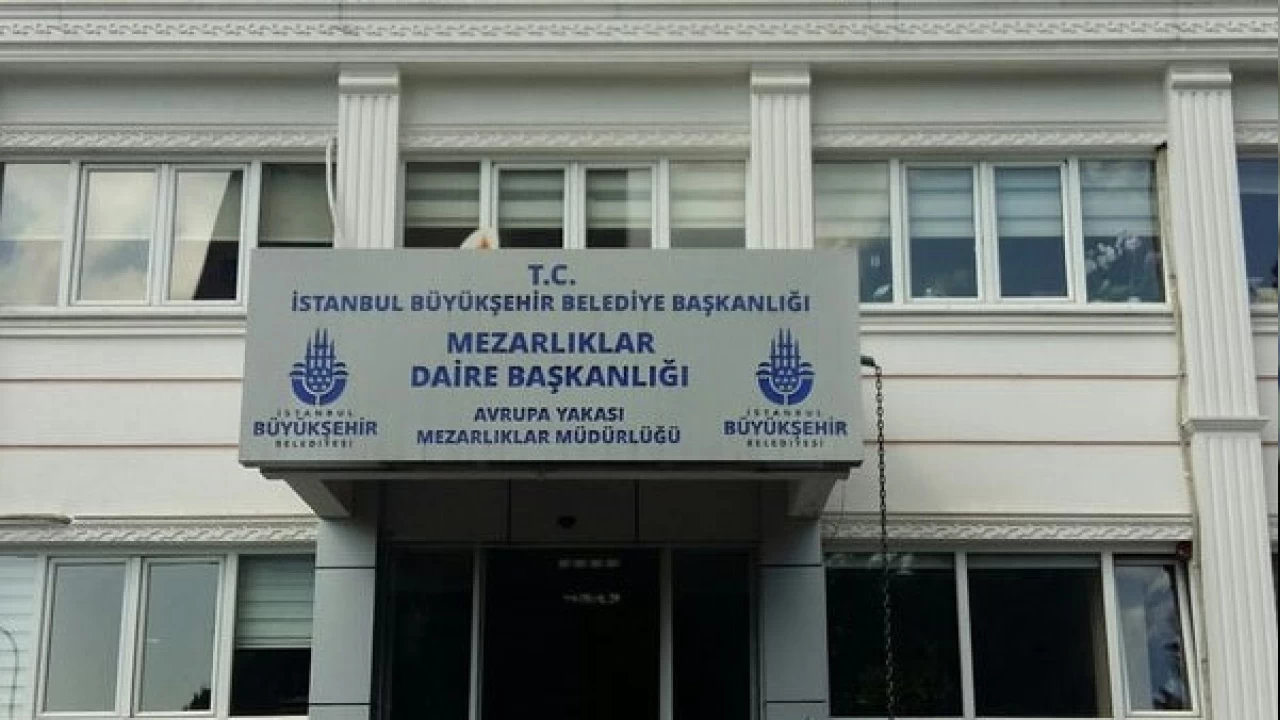 T.C.
İSTANBUL BÜYÜKŞEHİR BELEDİYE BAŞKANLIĞI
MEZARLIKLAR
DAİRE BAŞKANLIĞI
AVRUPA YAKASI
MEZARLIKLAR MÜDÜRLÜĞÜ
İSTANBUL
BÜYÜKŞEHİR
BELEDİYESİ
İSTANBUL
BÜYÜKŞEHİR
BELEDİYESİ